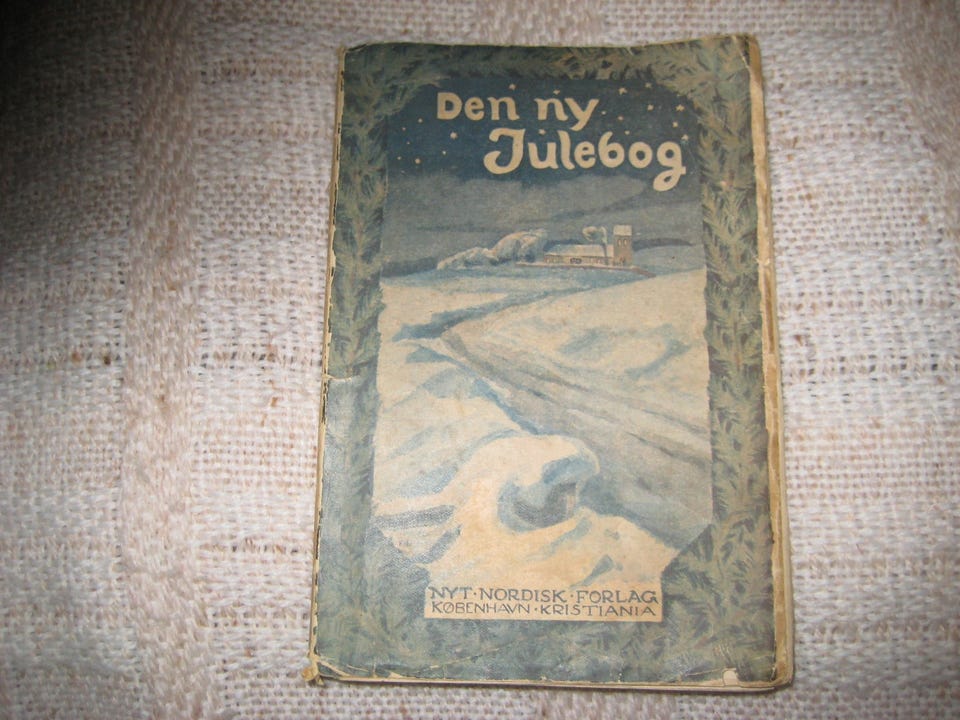 Den ny
Julebog
NYT·NORDISK·FORLAG
KØBENHAVN·KRISTIANIA